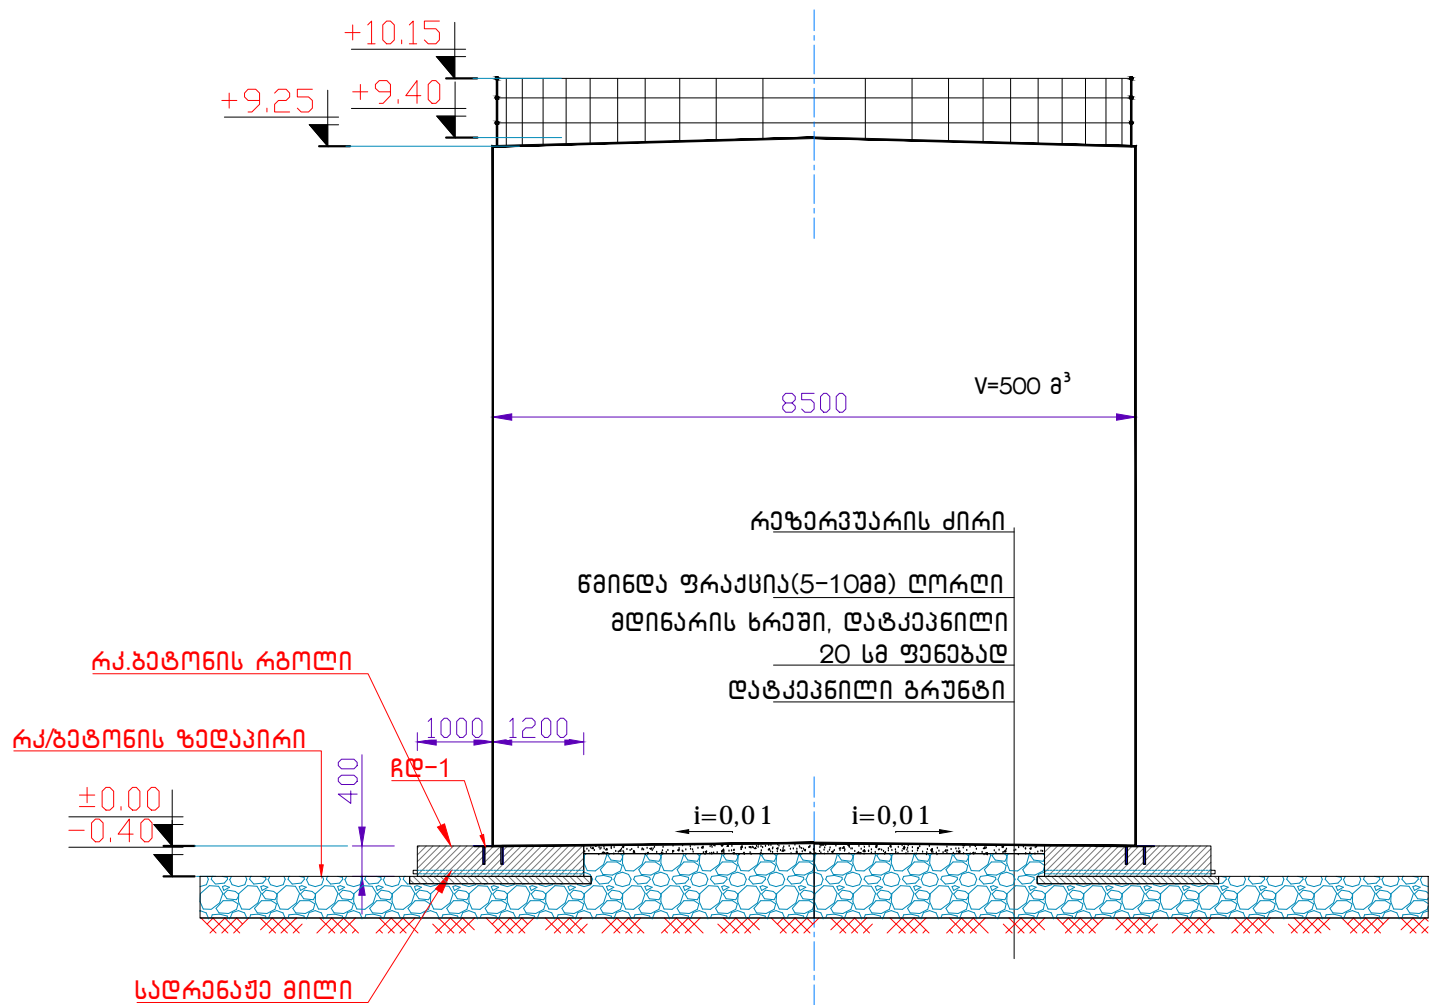 +10.15
+9.40
+9.25
V=500 მ³
8500
რეზერვუარის ძირი
წმინდა ფრაქცია(5-10მმ) ღორღი
მდინარის ხრეში, დატკეპნილი
20 სმ ფენებად
დატკეპნილი გრუნტი
რკ.ბეტონის რგოლი
1000
1200
რკ/ბეტონის ზედაპირი
ჩდ-1
400
±0.00
-0.40
i=0,01
i=0,01
სადრენაჟე მილი